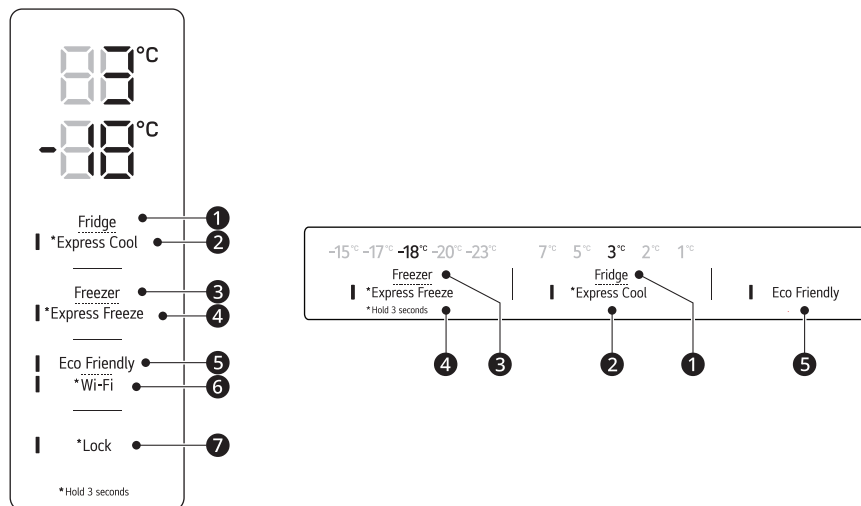 3 °C
-18 °C
Fridge
*Express Cool
Freezer
*Express Freeze
Eco Friendly
*Wi-Fi
*Lock
*Hold 3 seconds
1
2
3
4
5
6
7
-15°C -17°C -18°C -20°C -23°C 7°C 5°C 3°C 2°C 1°C
Freezer Fridge
*Express Freeze *Express Cool Eco Friendly
*Hold 3 seconds
4 3 2 1 5